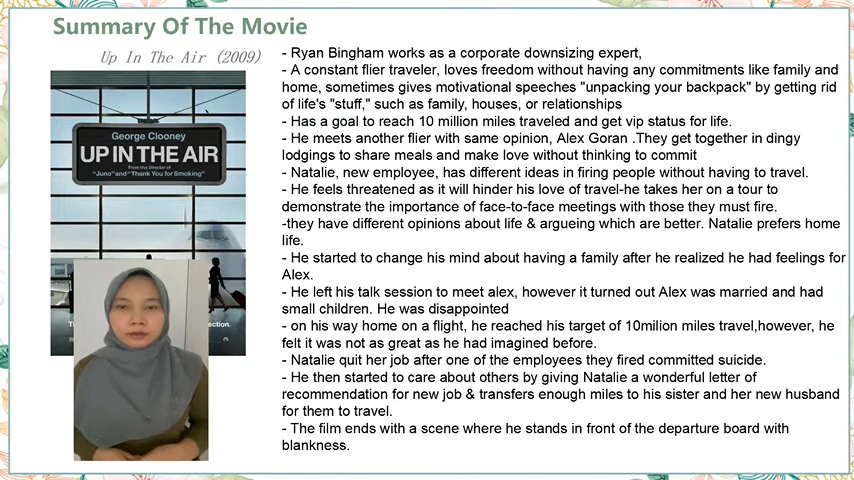 Summary Of The Movie
Up In The Air (2009)
George Clooney
UP IN THE AIR
From the Director of
"Juno" and "Thank You for Smoking"
- Ryan Bingham works as a corporate downsizing expert,
- A constant flier traveler, loves freedom without having any commitments like family and
home, sometimes gives motivational speeches "unpacking your backpack" by getting rid
of life's "stuff," such as family, houses, or relationships
- Has a goal to reach 10 million miles traveled and get vip status for life.
- He meets another flier with same opinion, Alex Goran .They get together in dingy
lodgings to share meals and make love without thinking to commit
- Natalie, new employee, has different ideas in firing people without having to travel.
- He feels threatened as it will hinder his love of travel-he takes her on a tour to
demonstrate the importance of face-to-face meetings with those they must fire.
-they have different opinions about life & argueing which are better. Natalie prefers home
life.
- He started to change his mind about having a family after he realized he had feelings for
Alex.
- He left his talk session to meet alex, however it turned out Alex was married and had
small children. He was disappointed
- on his way home on a flight, he reached his target of 10milion miles travel,however, he
felt it was not as great as he had imagined before.
- Natalie quit her job after one of the employees they fired committed suicide.
- He then started to care about others by giving Natalie a wonderful letter of
recommendation for new job & transfers enough miles to his sister and her new husband
for them to travel.
- The film ends with a scene where he stands in front of the departure board with
blankness.